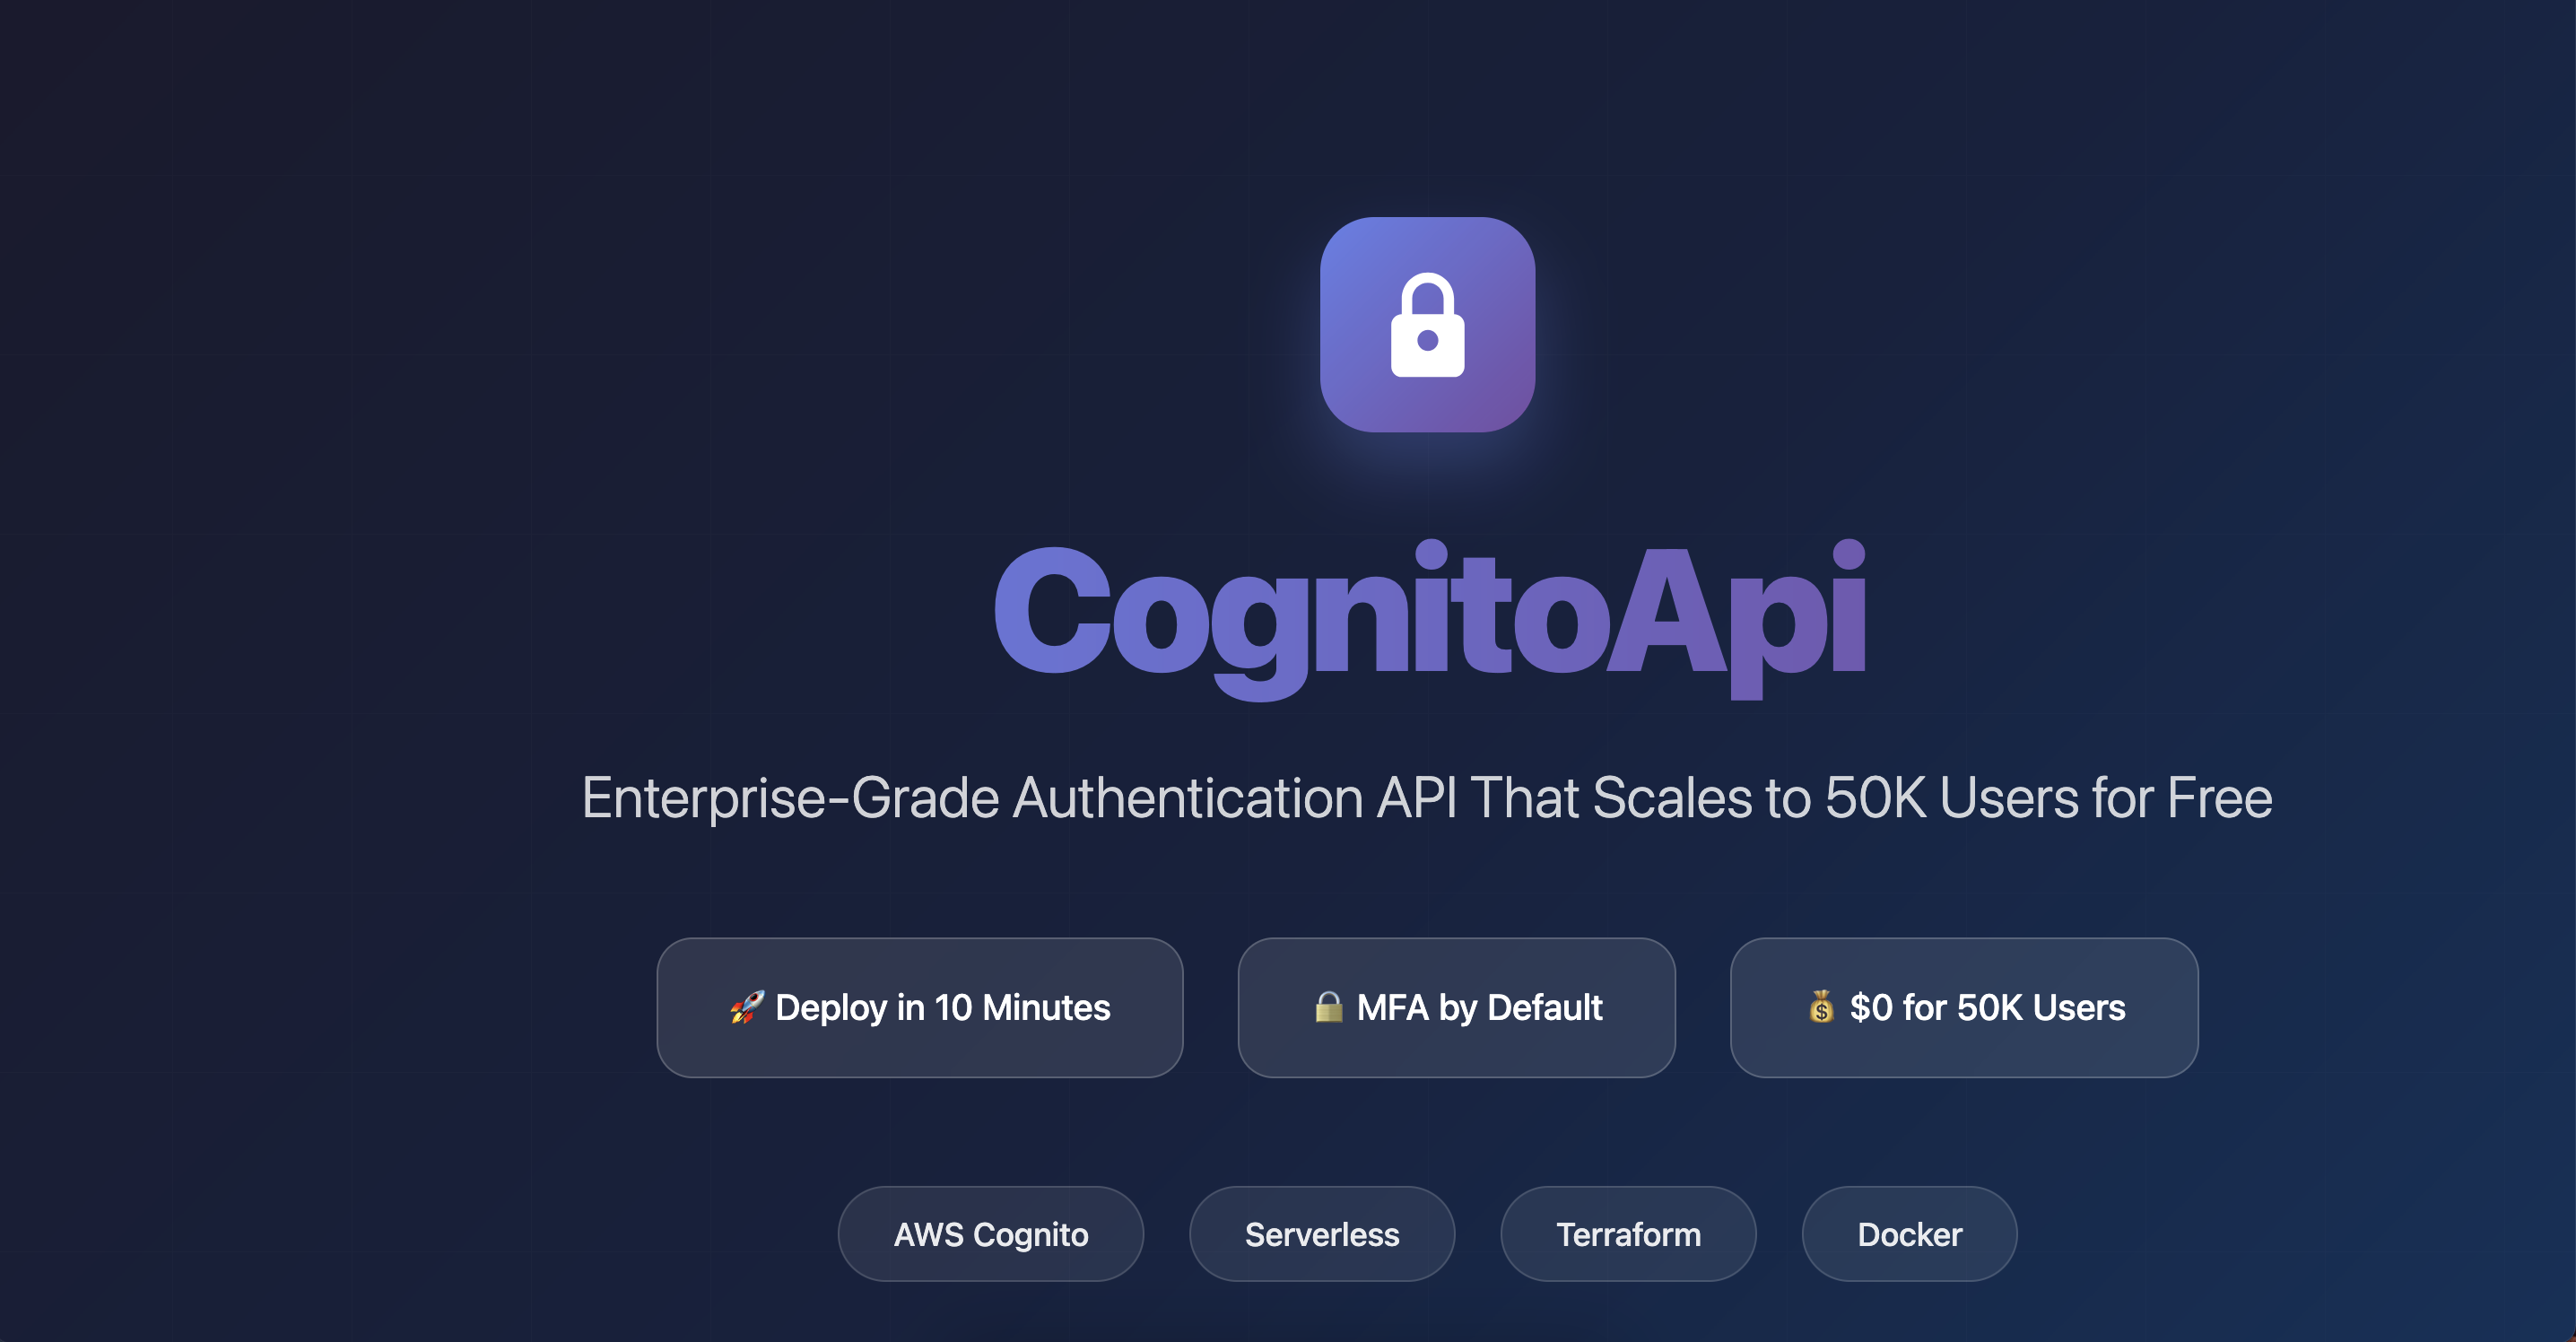 CognitoApi
Enterprise-Grade Authentication API That Scales to 50K Users for Free
🚀 Deploy in 10 Minutes
🔒 MFA by Default
💰 $0 for 50K Users
AWS Cognito
Serverless
Terraform
Docker